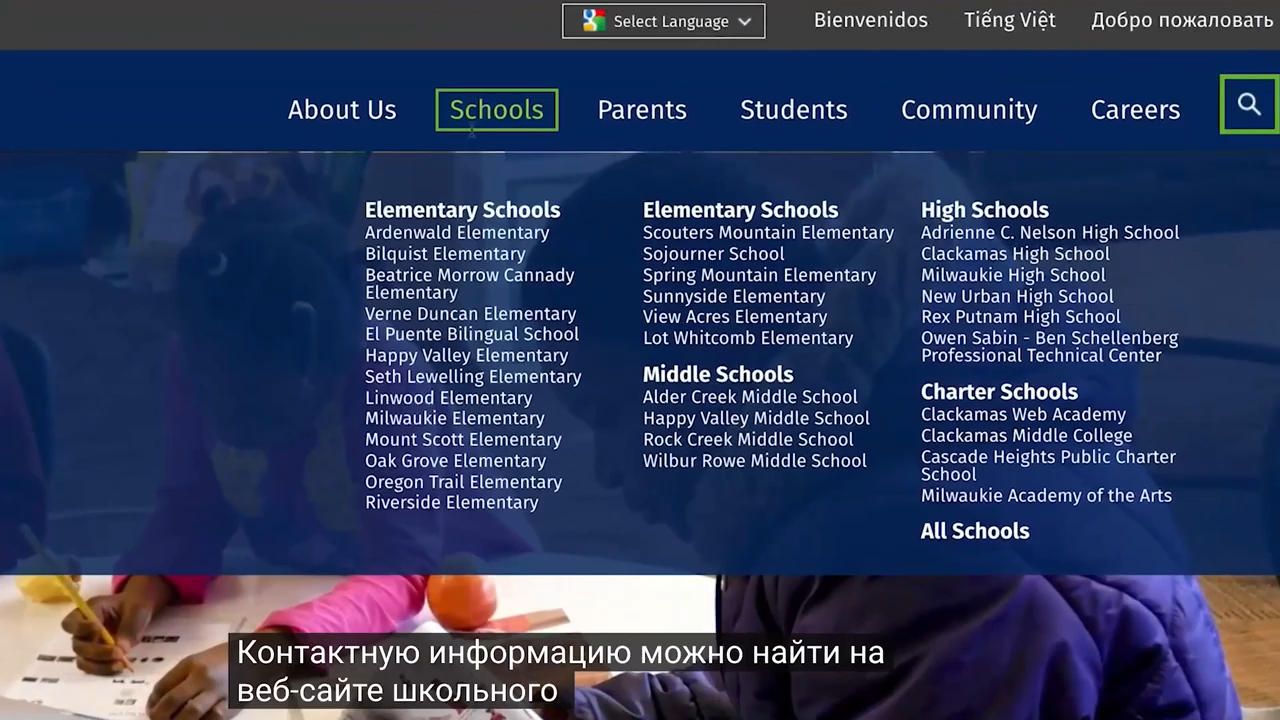 Select Language
Bienvenidos
Tiếng Việt
Добро пожаловать
About Us
Schools
Parents
Students
Community
Careers
Elementary Schools
Ardenwald Elementary
Bilquist Elementary
Beatrice Morrow Cannady
Elementary
Verne Duncan Elementary
El Puente Bilingual School
Happy Valley Elementary
Seth Lewelling Elementary
Linwood Elementary
Milwaukie Elementary
Mount Scott Elementary
Oak Grove Elementary
Oregon Trail Elementary
Riverside Elementary
Elementary Schools
Scouters Mountain Elementary
Sojourner School
Spring Mountain Elementary
Sunnyside Elementary
View Acres Elementary
Lot Whitcomb Elementary
Middle Schools
Alder Creek Middle School
Happy Valley Middle School
Rock Creek Middle School
Wilbur Rowe Middle School
High Schools
Adrienne C. Nelson High School
Clackamas High School
Milwaukie High School
New Urban High School
Rex Putnam High School
Owen Sabin - Ben Schellenberg
Professional Technical Center
Charter Schools
Clackamas Web Academy
Clackamas Middle College
Cascade Heights Public Charter
School
Milwaukie Academy of the Arts
All Schools
Контактную информацию можно найти на
веб-сайте школьного